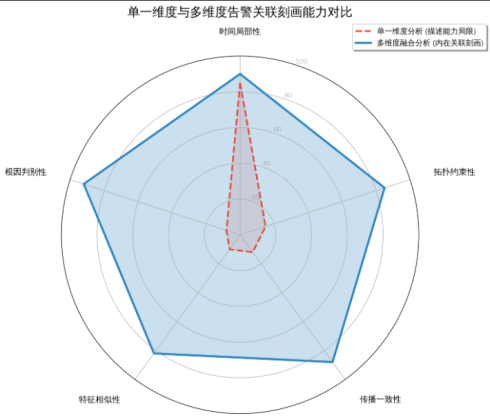 单一维度与多维度告警关联刻画能力对比
时间局部性
单一维度分析 (描述能力局限)
多维度融合分析 (内在关联刻画)
100
80
60
40
根因判别性
拓扑约束性
特征相似性
传播一致性